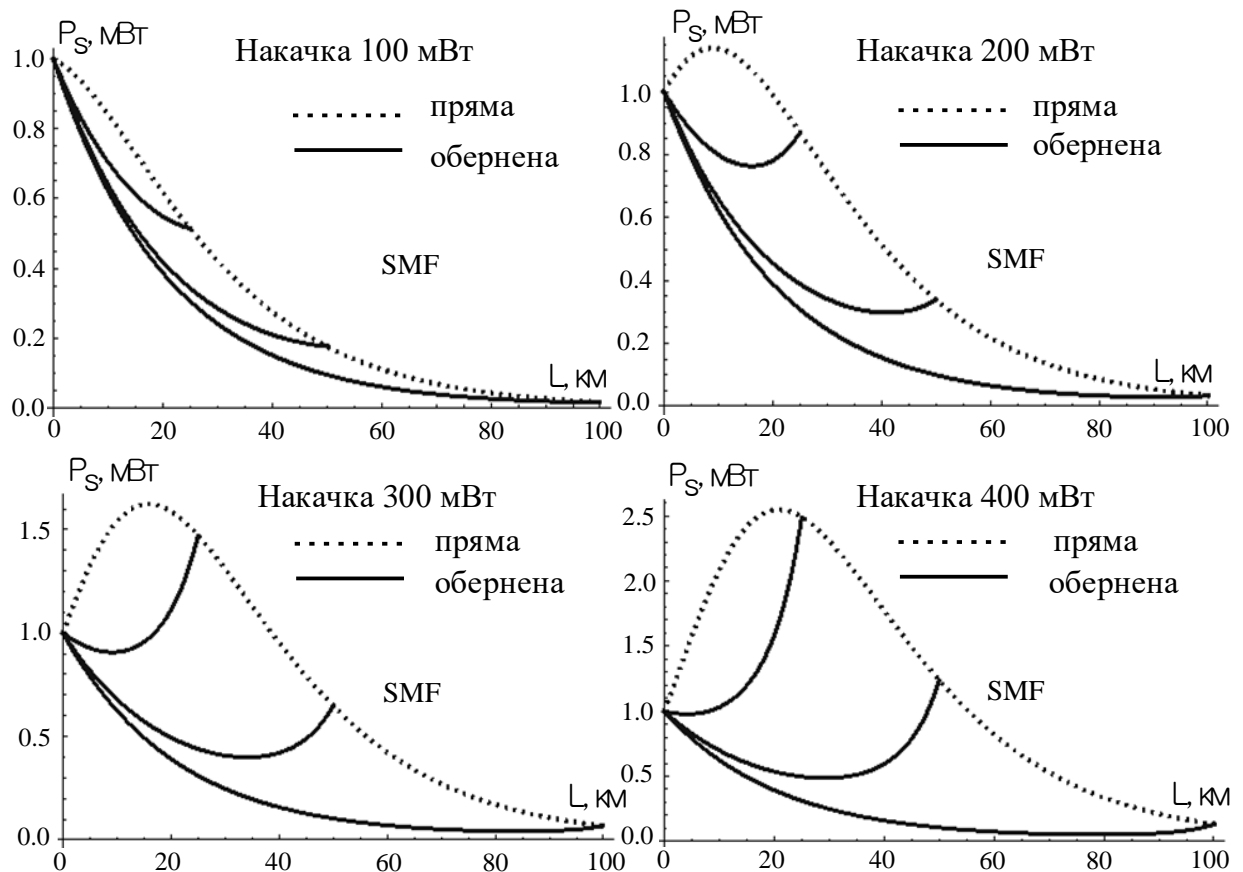 P_S, мВт
Накачка 100 мВт
1.0
пряма
0.8
обернена
0.6
SMF
0.4
0.2
L, км
0.0
0 20 40 60 80 100
P_S, мВт
Накачка 200 мВт
пряма
1.0
обернена
0.8
0.6
SMF
0.4
0.2
L, км
0.0
0 20 40 60 80 100
P_S, мВт
Накачка 300 мВт
1.5
пряма
обернена
1.0
SMF
0.5
L, км
0.0
0 20 40 60 80 100
P_S, мВт
Накачка 400 мВт
2.5
пряма
2.0
обернена
1.5
1.0
SMF
0.5
L, км
0.0
0 20 40 60 80 100